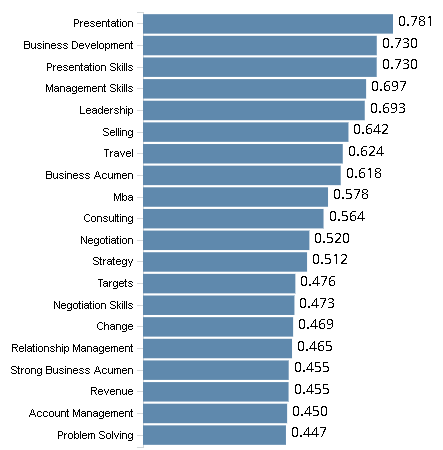 Presentation 0.781
Business Development 0.730
Presentation Skills 0.730
Management Skills 0.697
Leadership 0.693
Selling 0.642
Travel 0.624
Business Acumen 0.618
Mba 0.578
Consulting 0.564
Negotiation 0.520
Strategy 0.512
Targets 0.476
Negotiation Skills 0.473
Change 0.469
Relationship Management 0.465
Strong Business Acumen 0.455
Revenue 0.455
Account Management 0.450
Problem Solving 0.447